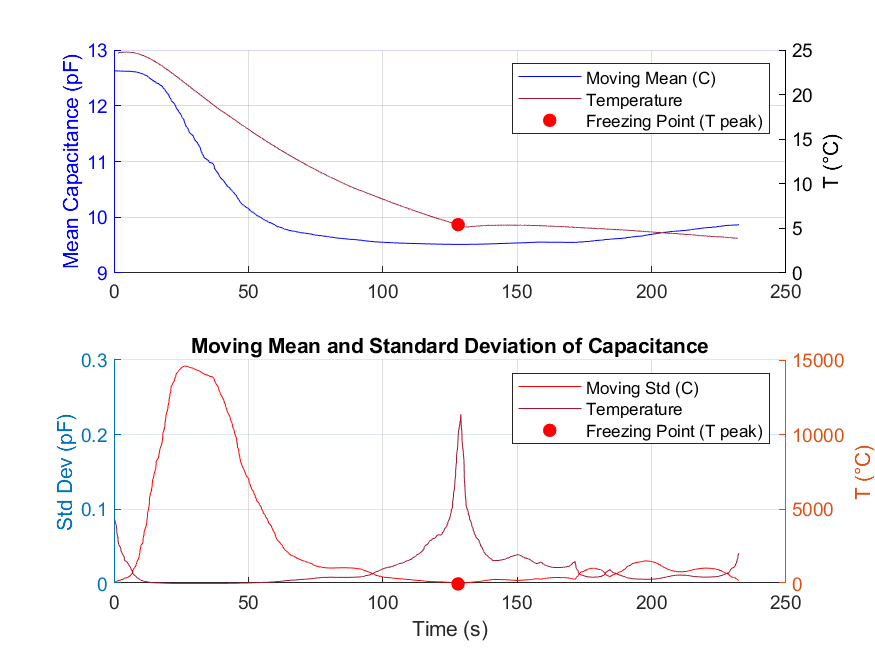 13
12
11
10
9
Mean Capacitance (pF)
25
20
15
10
5
0
T (°C)
Moving Mean (C)
Temperature
Freezing Point (T peak)
0 50 100 150 200 250
Moving Mean and Standard Deviation of Capacitance
0.3
0.2
0.1
0
Std Dev (pF)
15000
10000
5000
0
T (°C)
Moving Std (C)
Temperature
Freezing Point (T peak)
0 50 100 150 200 250
Time (s)